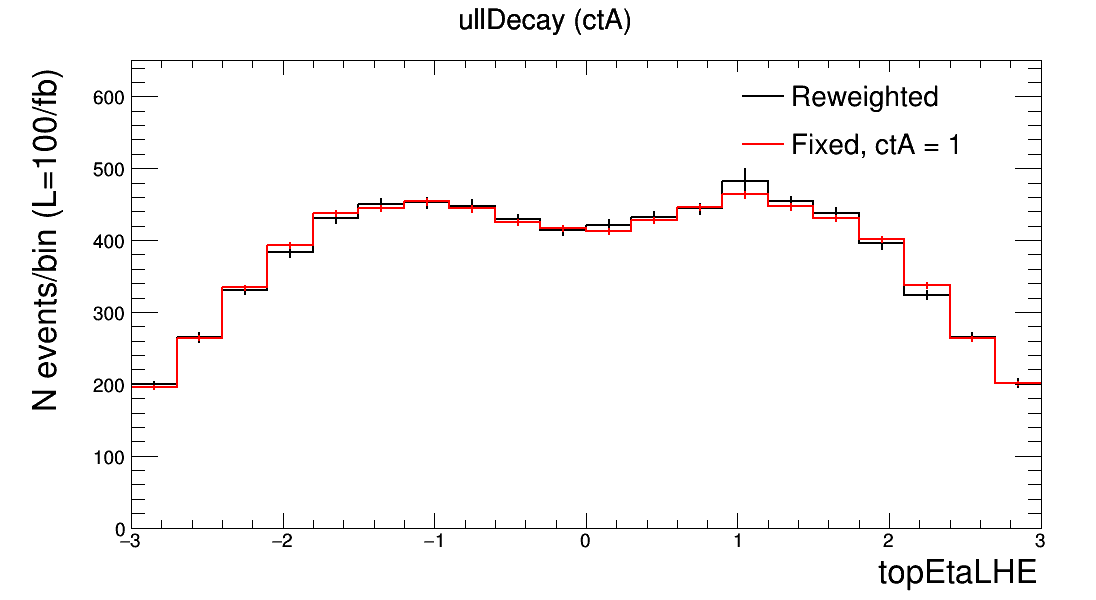 ullDecay (ctA)
N events/bin (L=100/fb)
Reweighted
Fixed, ctA = 1
600
500
400
300
200
100
0
−3 −2 −1 0 1 2 3
topEtaLHE